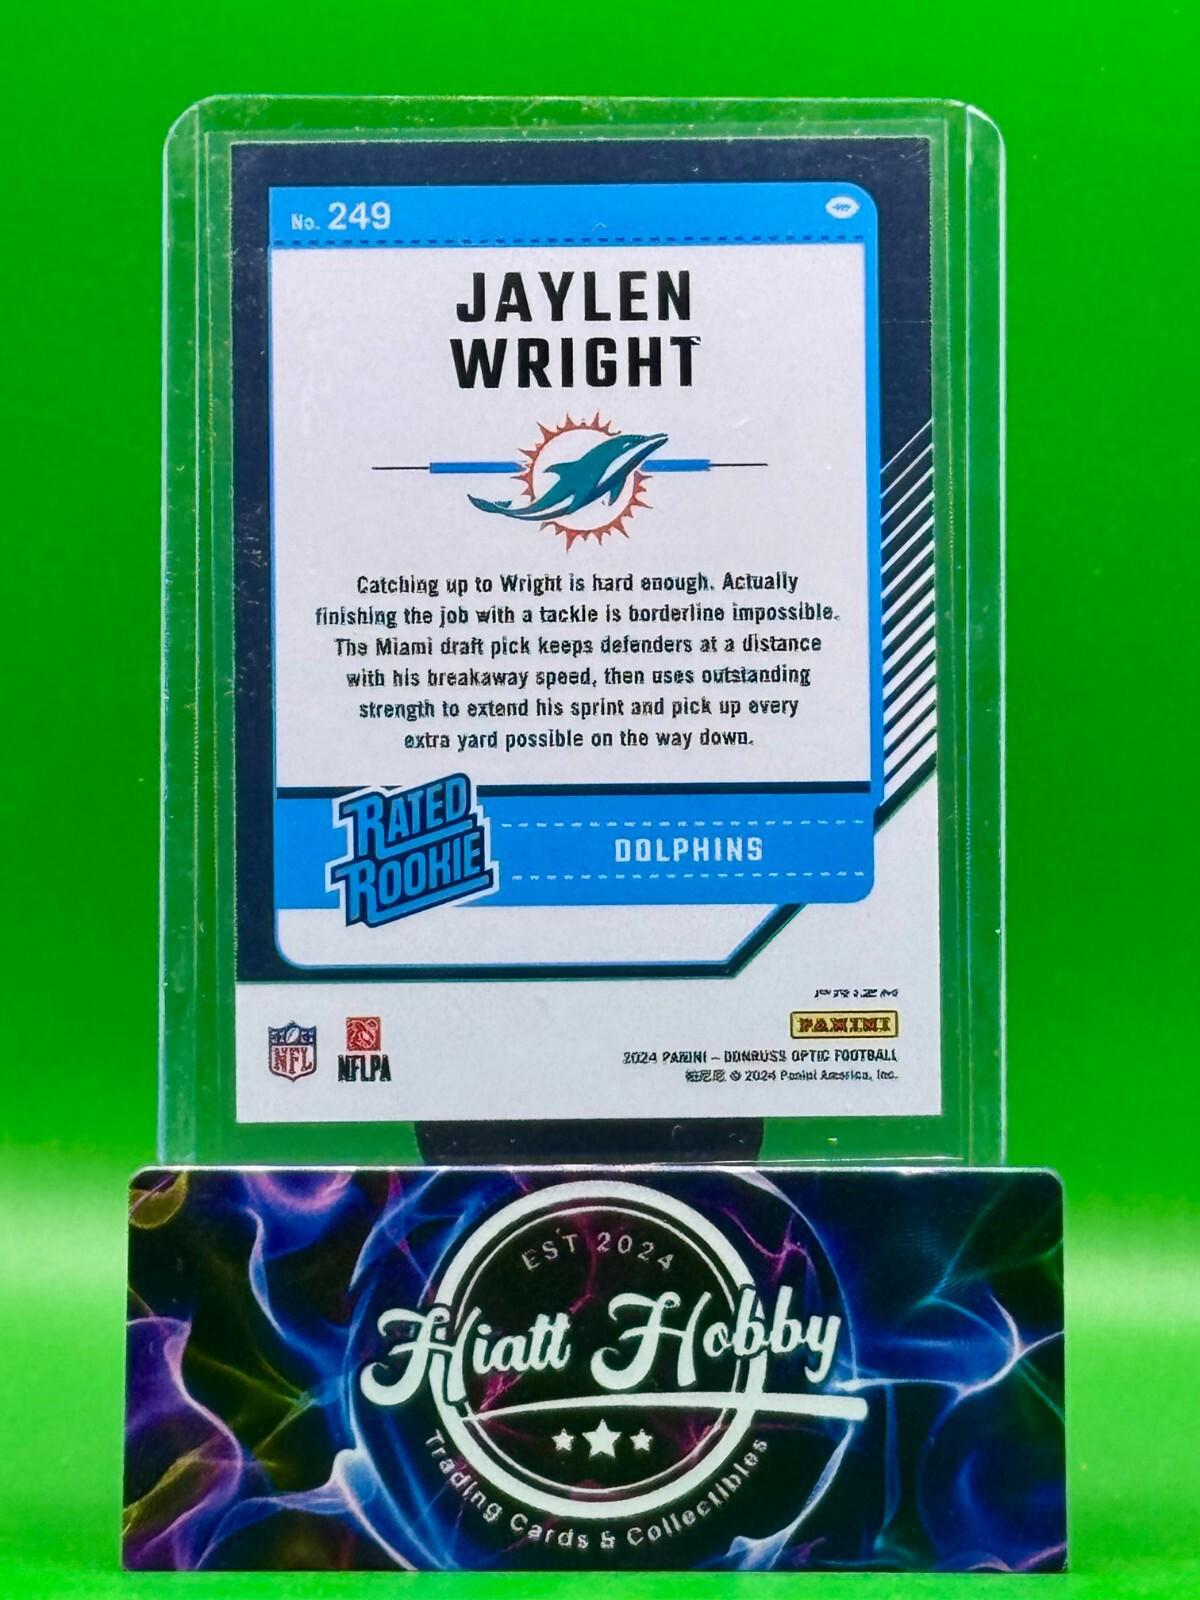 No. 249
JAYLEN
WRIGHT
Catching up to Wright is hard enough. Actually
finishing the job with a tackle is borderline impossible.
The Miami draft pick keeps defenders at a distance
with his breakaway speed, then uses outstanding
strength to extend his sprint and pick up every
extra yard possible on the way down.
RATED
ROOKIE
DOLPHINS
PRIZM
PANINI
NFL
NFLPA
2024 PANINI – DONRUSS OPTIC FOOTBALL
© 2024 Panini America, Inc.
EST 2024
Hiatt Hobby
Trading Cards & Collectibles